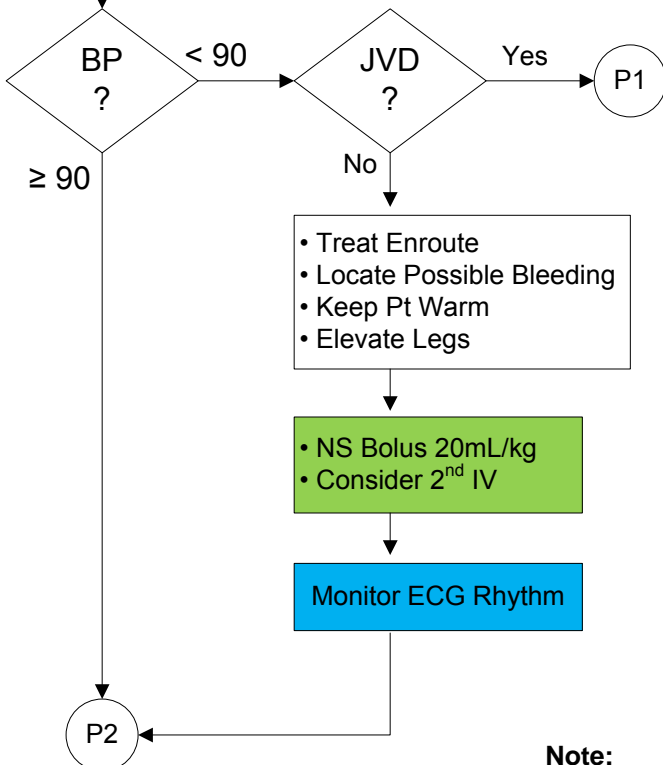 BP
?
< 90
JVD
?
Yes
P1
≥ 90
No
• Treat Enroute
• Locate Possible Bleeding
• Keep Pt Warm
• Elevate Legs
• NS Bolus 20mL/kg
• Consider 2nd IV
Monitor ECG Rhythm
P2
Note: